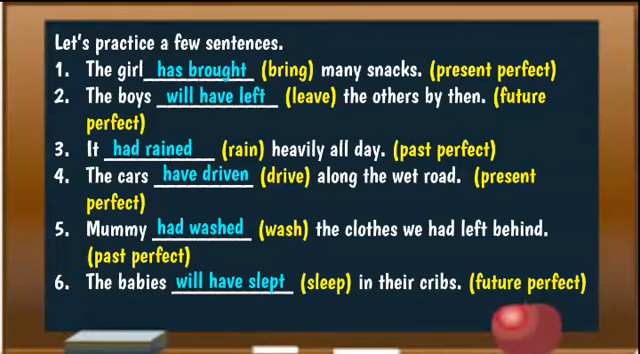 Let's practice a few sentences.
1. The girl has brought (bring) many snacks. (present perfect)
2. The boys will have left (leave) the others by then. (future
perfect)
3. It had rained (rain) heavily all day. (past perfect)
4. The cars have driven (drive) along the wet road. (present
perfect)
5. Mummy had washed (wash) the clothes we had left behind.
(past perfect)
6. The babies will have slept (sleep) in their cribs. (future perfect)